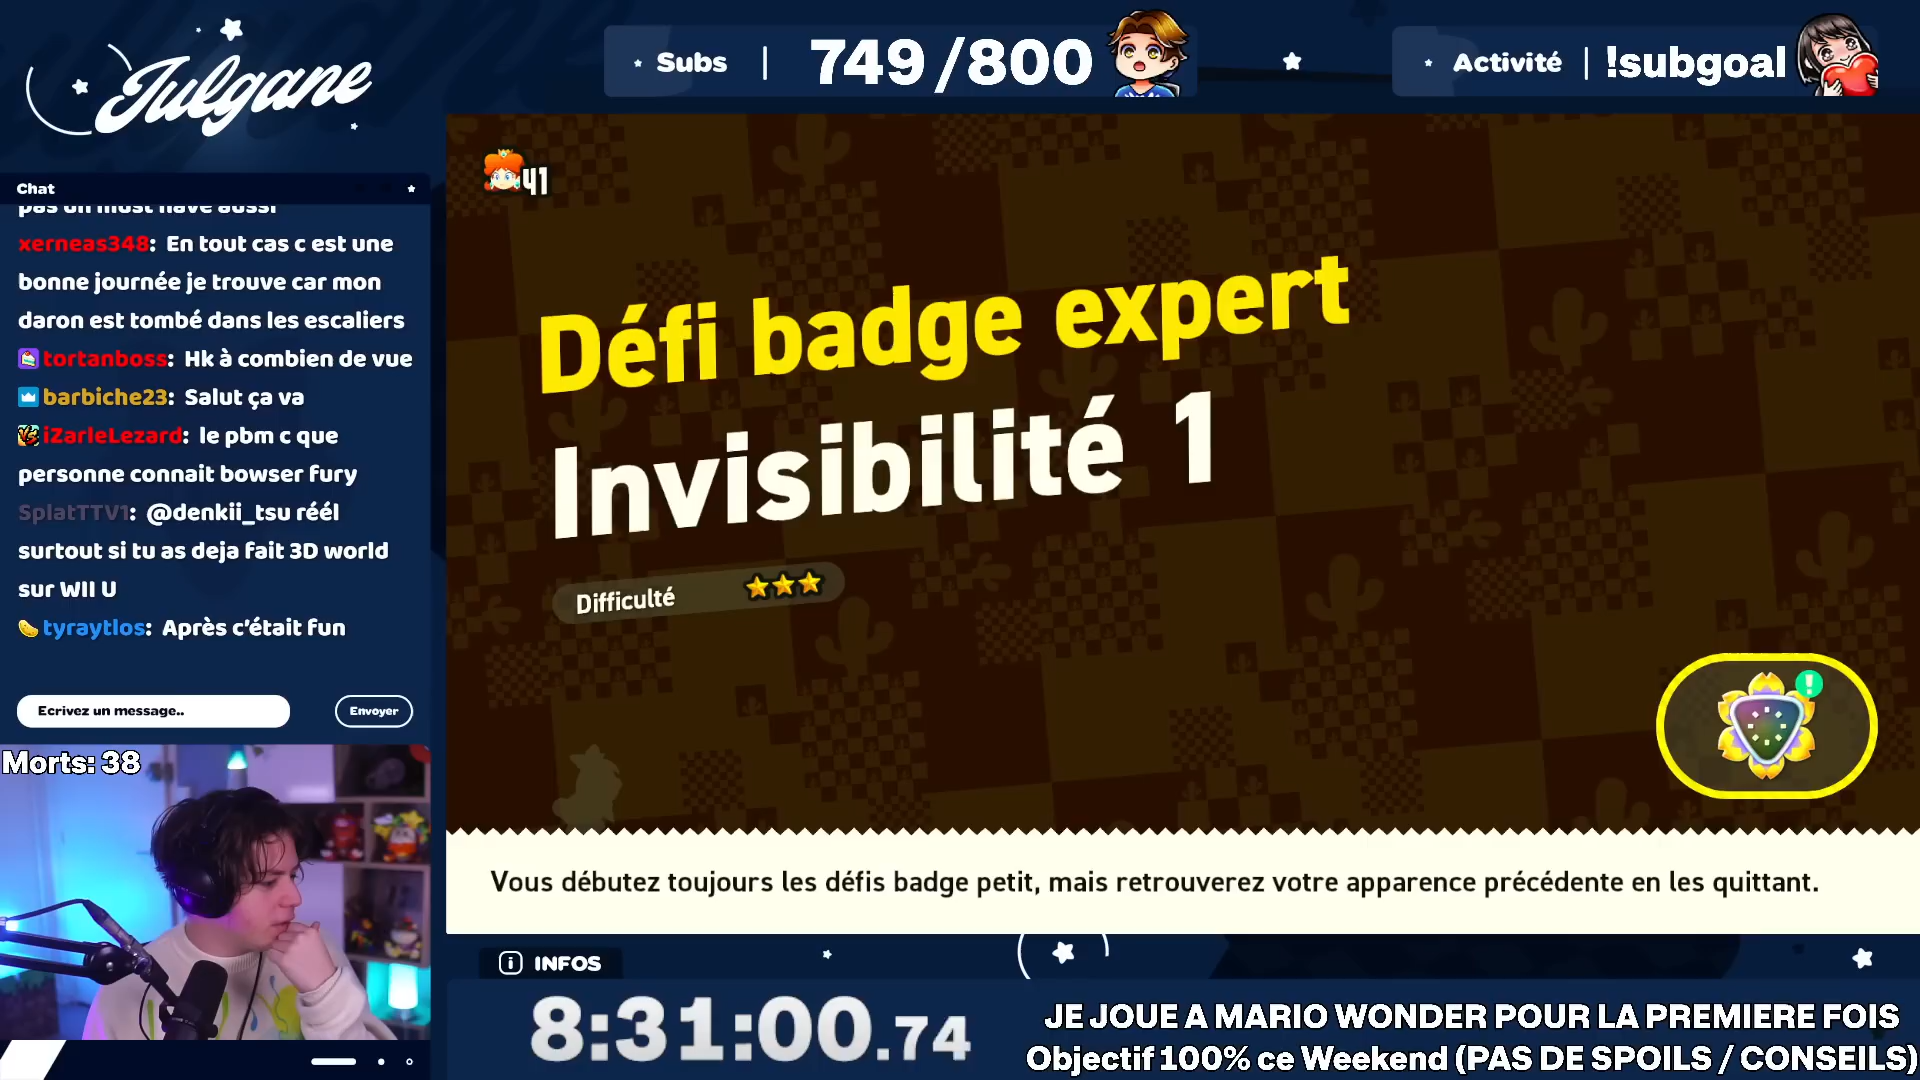 Julgane
Subs | 749/800
Activité | !subgoal
Chat
pas un must have aussi
xerneas348: En tout cas c est une
bonne journée je trouve car mon
daron est tombé dans les escaliers
tortanboss: Hk à combien de vue
barbiche23: Salut ça va
iZarleLezard: le pbm c que
personne connait bowser fury
SplatTTV1: @denkii_tsu réél
surtout si tu as deja fait 3D world
sur WII U
tyraytlos: Après c’était fun
Ecrivez un message..
Envoyer
Morts: 38
41
Défi badge expert
Invisibilité 1
Difficulté
!
Vous débutez toujours les défis badge petit, mais retrouverez votre apparence précédente en les quittant.
INFOS
8:31:00.74
JE JOUE A MARIO WONDER POUR LA PREMIERE FOIS
Objectif 100% ce Weekend (PAS DE SPOILS / CONSEILS)